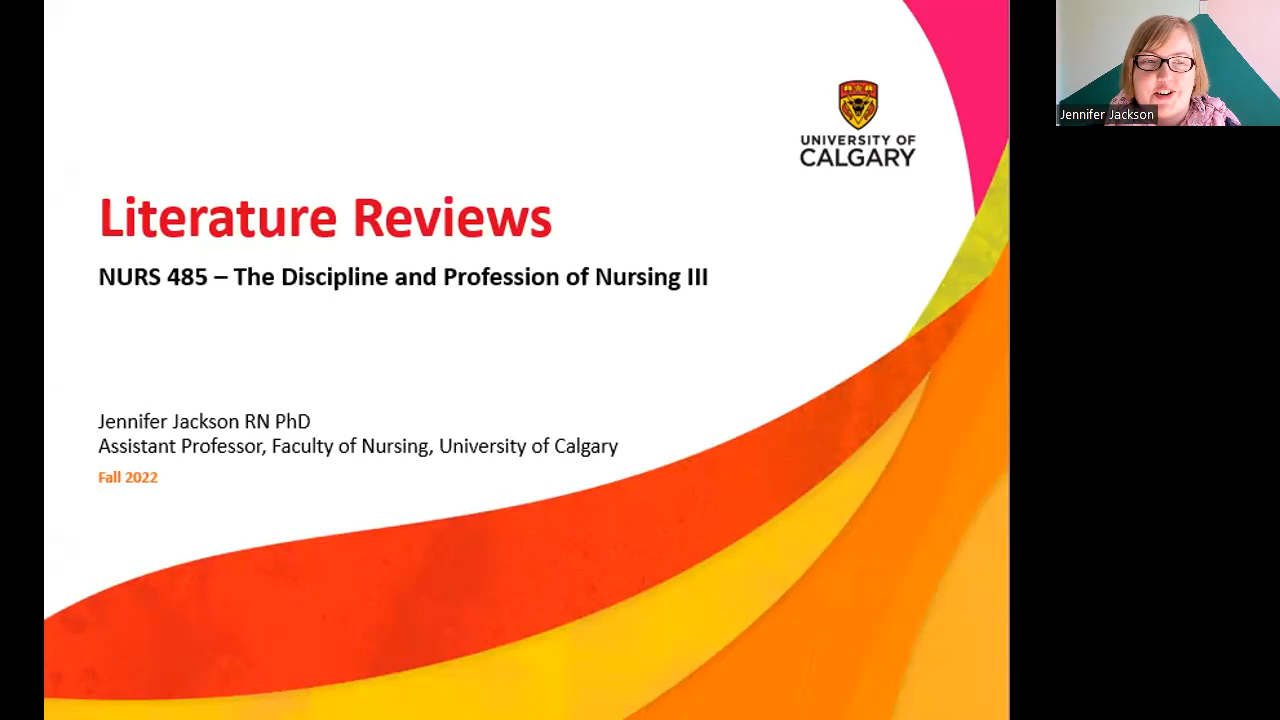 UNIVERSITY OF
CALGARY
Literature Reviews
NURS 485 – The Discipline and Profession of Nursing III
Jennifer Jackson RN PhD
Assistant Professor, Faculty of Nursing, University of Calgary
Fall 2022
Jennifer Jackson